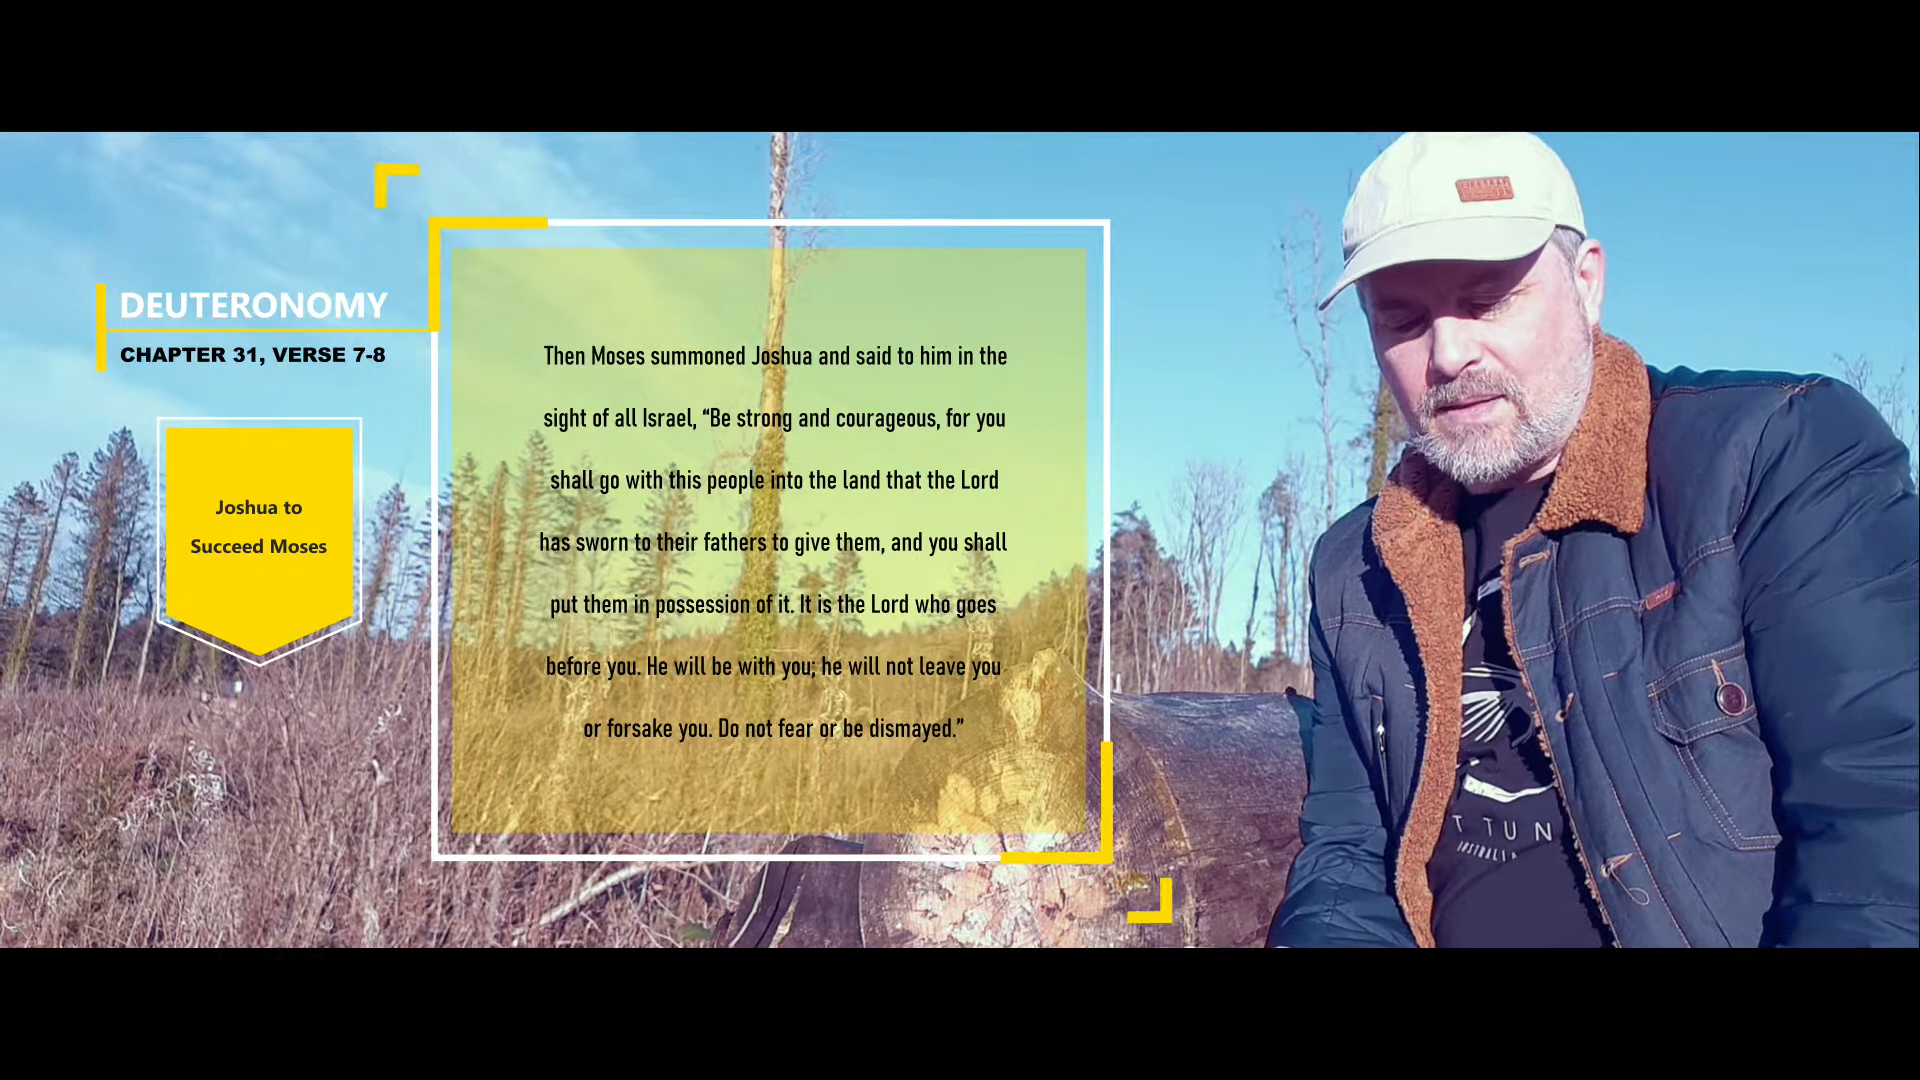 DEUTERONOMY
CHAPTER 31, VERSE 7-8
Joshua to
Succeed Moses
Then Moses summoned Joshua and said to him in the
sight of all Israel, “Be strong and courageous, for you
shall go with this people into the land that the Lord
has sworn to their fathers to give them, and you shall
put them in possession of it. It is the Lord who goes
before you. He will be with you; he will not leave you
or forsake you. Do not fear or be dismayed.”
FIRETRAP
T TUN